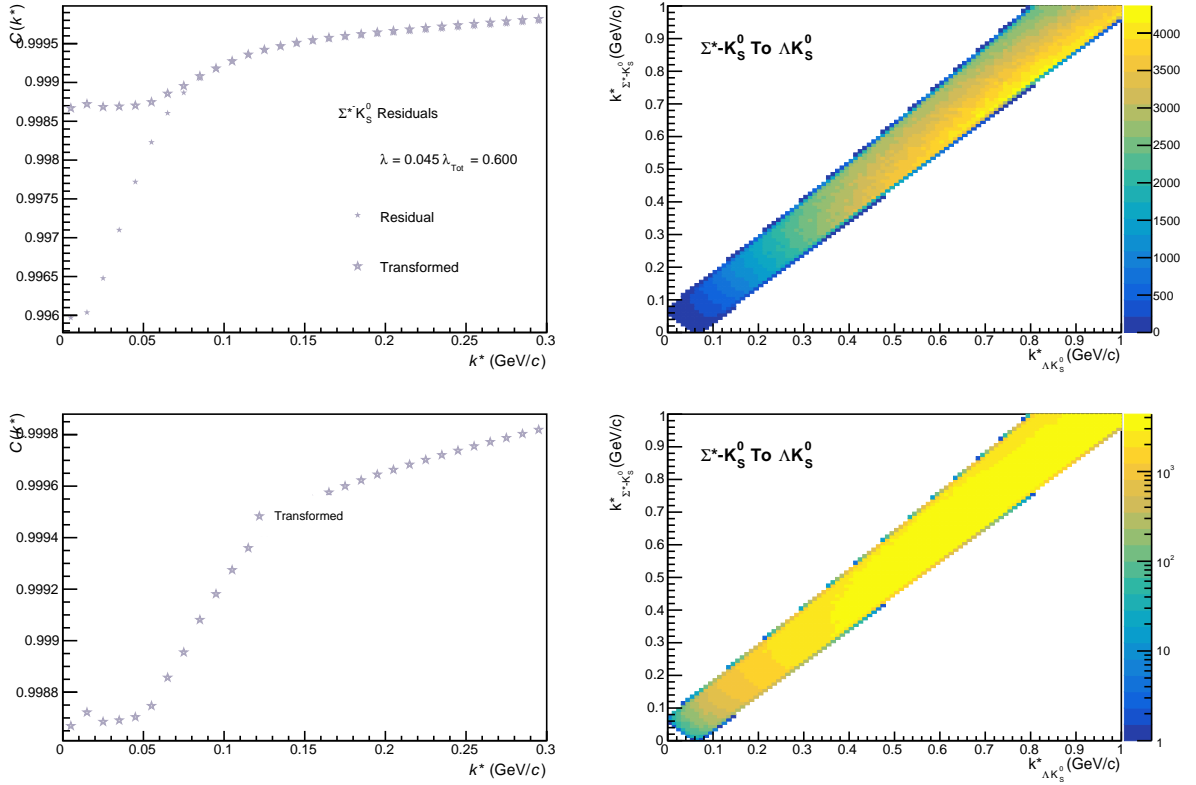 C(k*)
0.9995
0.999
0.9985
0.998
0.9975
0.997
0.9965
0.996
Σ*-K⁰S Residuals
λ = 0.045 λTot = 0.600
Residual
Transformed
0 0.05 0.1 0.15 0.2 0.25 0.3
k* (GeV/c)
k*Σ*-K⁰S (GeV/c)
1
0.9
0.8
0.7
0.6
0.5
0.4
0.3
0.2
0.1
0
Σ*-K⁰S To ΛK⁰S
0 0.1 0.2 0.3 0.4 0.5 0.6 0.7 0.8 0.9 1
k*ΛK⁰S (GeV/c)
4000
3500
3000
2500
2000
1500
1000
500
0
C(k*)
0.9998
0.9996
0.9994
0.9992
0.999
0.9988
Transformed
0 0.05 0.1 0.15 0.2 0.25 0.3
k* (GeV/c)
k*Σ*-K⁰S (GeV/c)
1
0.9
0.8
0.7
0.6
0.5
0.4
0.3
0.2
0.1
0
Σ*-K⁰S To ΛK⁰S
0 0.1 0.2 0.3 0.4 0.5 0.6 0.7 0.8 0.9 1
k*ΛK⁰S (GeV/c)
10³
10²
10
1